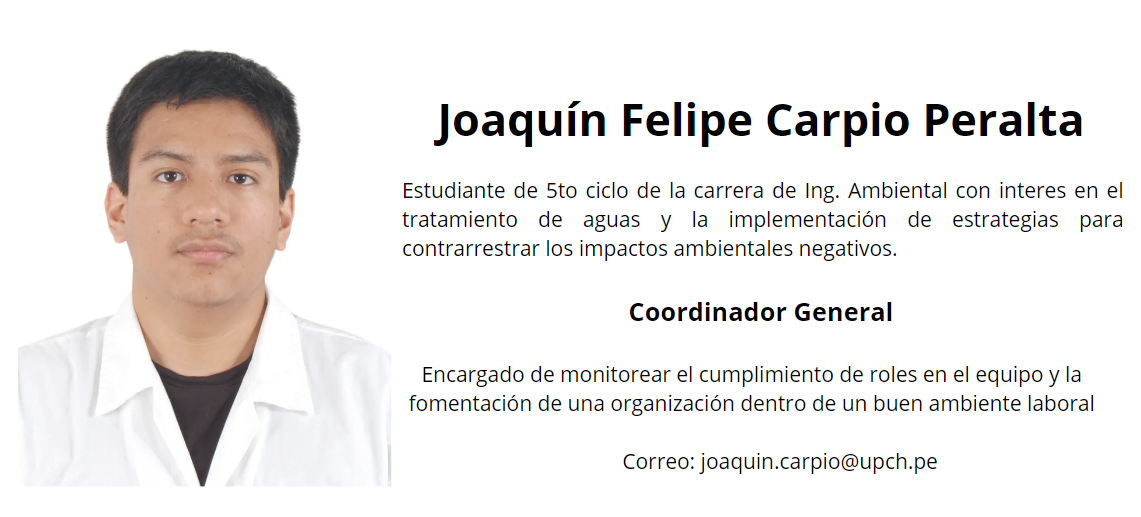 Joaquín Felipe Carpio Peralta
Estudiante de 5to ciclo de la carrera de Ing. Ambiental con interes en el
tratamiento de aguas y la implementación de estrategias para
contrarrestrar los impactos ambientales negativos.
Coordinador General
Encargado de monitorear el cumplimiento de roles en el equipo y la
fomentación de una organización dentro de un buen ambiente laboral
Correo: joaquin.carpio@upch.pe